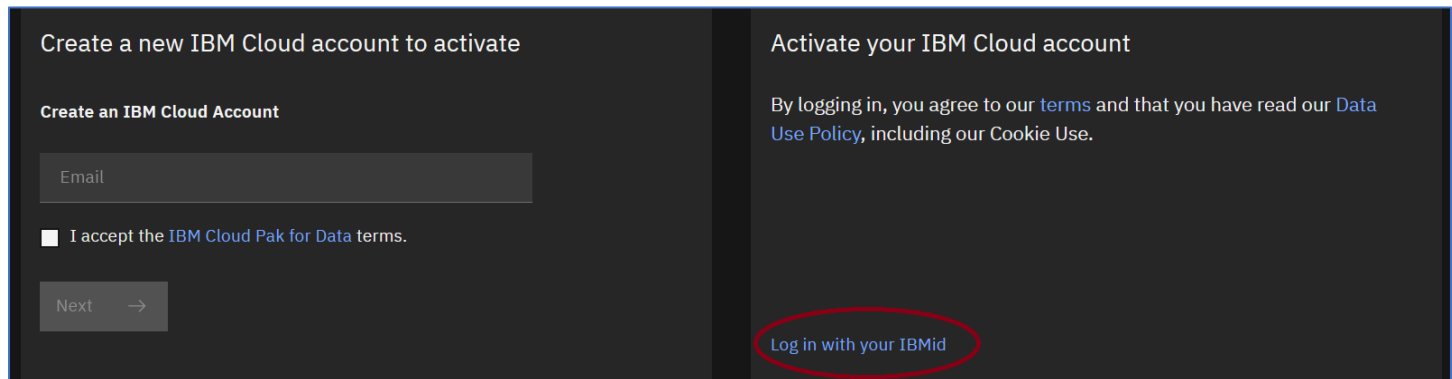 Create a new IBM Cloud account to activate
Create an IBM Cloud Account
Email
I accept the IBM Cloud Pak for Data terms.
Next →
Activate your IBM Cloud account
By logging in, you agree to our terms and that you have read our Data
Use Policy, including our Cookie Use.
Log in with your IBMid